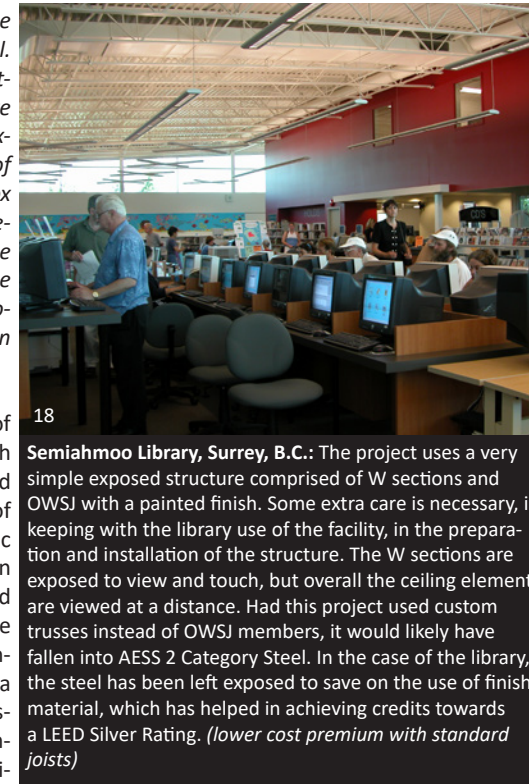 e
l.
t-
e
x-
of
ox
e-
e
e
o-
n
of
h
d
of
c
n
d
e
n-
a
s-
n-
i-
CD'S
18
Semiahmoo Library, Surrey, B.C.: The project uses a very
simple exposed structure comprised of W sections and
OWSJ with a painted finish. Some extra care is necessary, i
keeping with the library use of the facility, in the prepara-
tion and installation of the structure. The W sections are
exposed to view and touch, but overall the ceiling element
are viewed at a distance. Had this project used custom
trusses instead of OWSJ members, it would likely have
fallen into AESS 2 Category Steel. In the case of the library,
the steel has been left exposed to save on the use of finish
material, which has helped in achieving credits towards
a LEED Silver Rating. (lower cost premium with standard
joists)